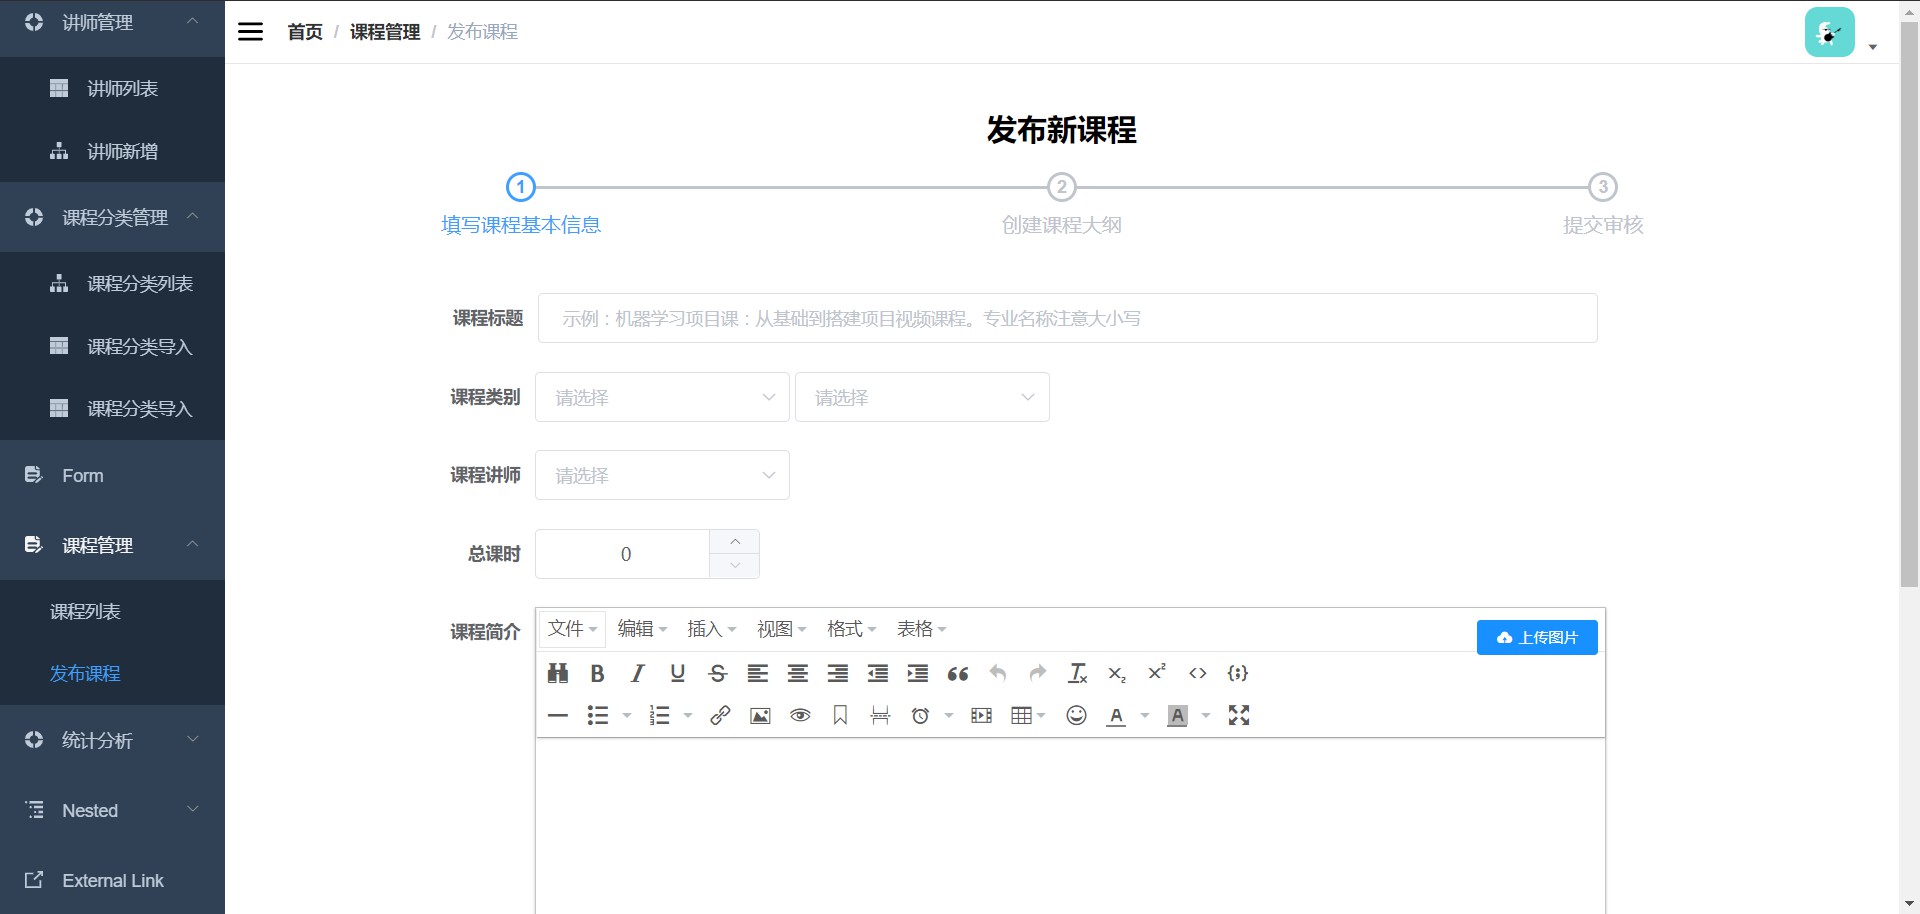 讲师管理
讲师列表
讲师新增
课程分类管理
课程分类列表
课程分类导入
课程分类导入
Form
课程管理
课程列表
发布课程
统计分析
Nested
External Link
首页 / 课程管理 / 发布课程
发布新课程
1 2 3
填写课程基本信息 创建课程大纲 提交审核
课程标题 示例：机器学习项目课：从基础到搭建项目视频课程。专业名称注意大小写
课程类别 请选择 请选择
课程讲师 请选择
总课时 0
课程简介 文件 编辑 插入 视图 格式 表格 上传图片